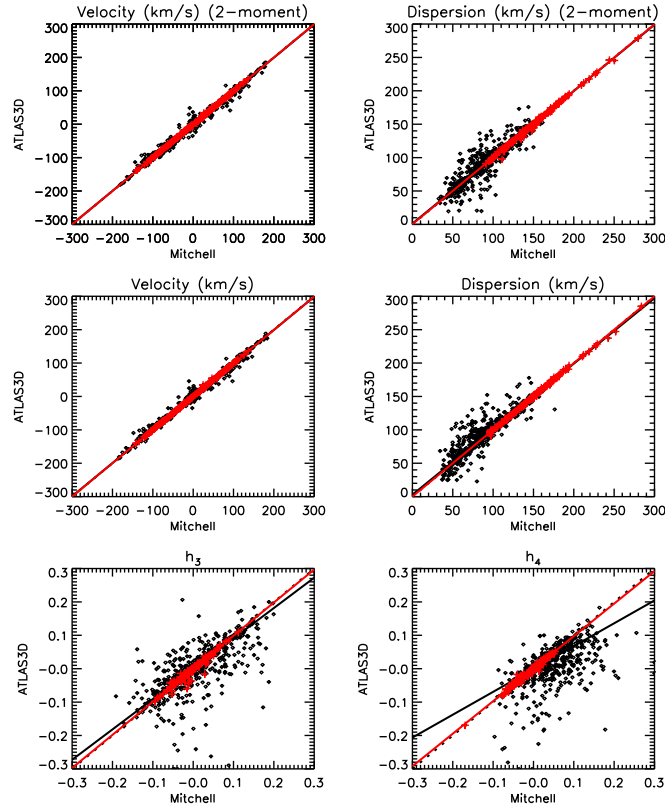 Velocity (km/s) (2−moment)
300
200
100
0
−100
−200
−300
ATLAS3D
−300 −200 −100 0 100 200 300
Mitchell
Dispersion (km/s) (2−moment)
300
250
200
150
100
50
0
ATLAS3D
0 50 100 150 200 250 300
Mitchell
Velocity (km/s)
300
200
100
0
−100
−200
−300
ATLAS3D
−300 −200 −100 0 100 200 300
Mitchell
Dispersion (km/s)
300
250
200
150
100
50
0
ATLAS3D
0 50 100 150 200 250 300
Mitchell
h₃
0.3
0.2
0.1
−0.0
−0.1
−0.2
−0.3
ATLAS3D
−0.3 −0.2 −0.1 −0.0 0.1 0.2 0.3
Mitchell
h₄
0.3
0.2
0.1
−0.0
−0.1
−0.2
−0.3
ATLAS3D
−0.3 −0.2 −0.1 −0.0 0.1 0.2 0.3
Mitchell